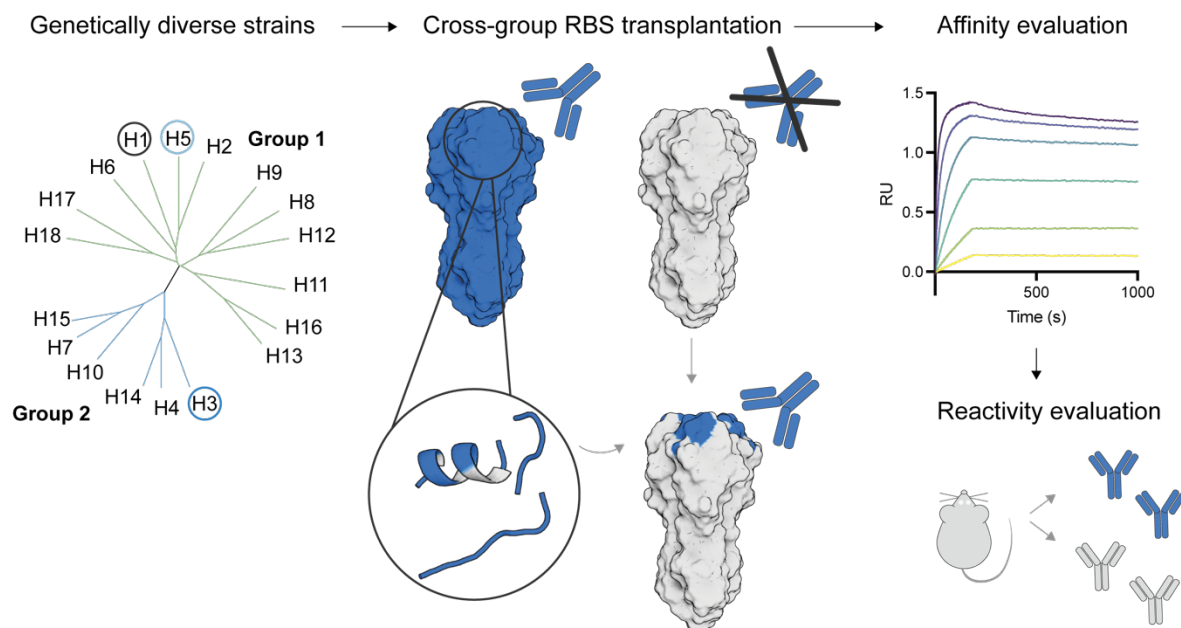 Genetically diverse strains
Cross-group RBS transplantation
Affinity evaluation
H1
H5
H2
Group 1
H6
H9
H17
H8
H18
H12
H11
H15
H16
H7
H13
H10
H14
H4
H3
Group 2
1.5
1.0
0.5
0.0
RU
500
1000
Time (s)
Reactivity evaluation